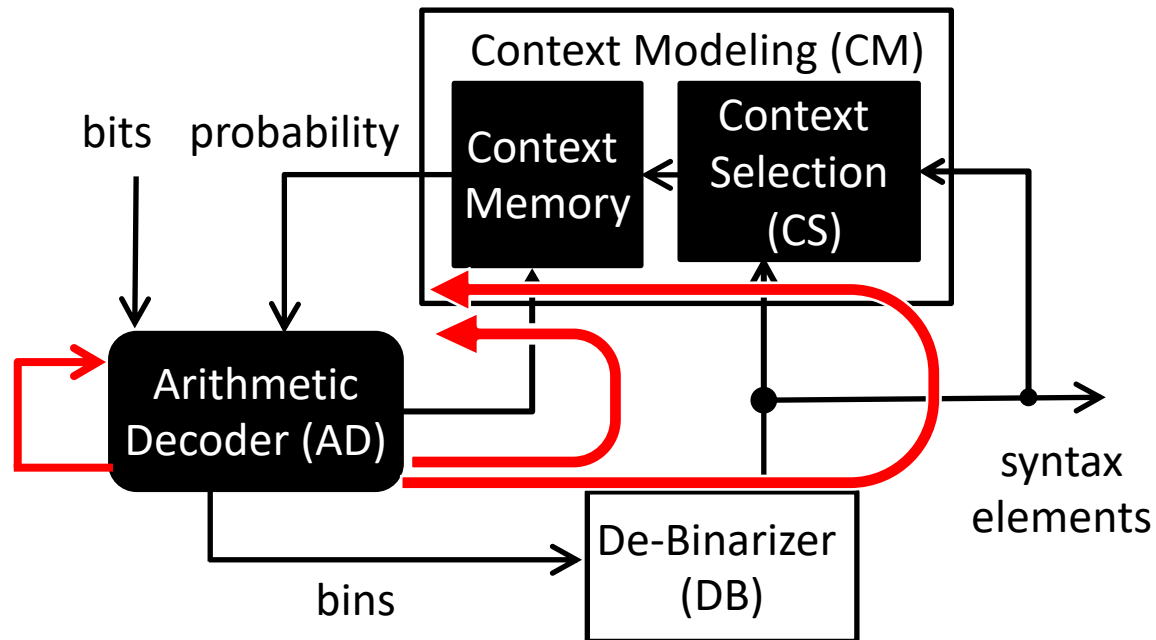 Context Modeling (CM)
bits
probability
Context
Memory
Context
Selection
(CS)
Arithmetic
Decoder (AD)
syntax
elements
De-Binarizer
(DB)
bins